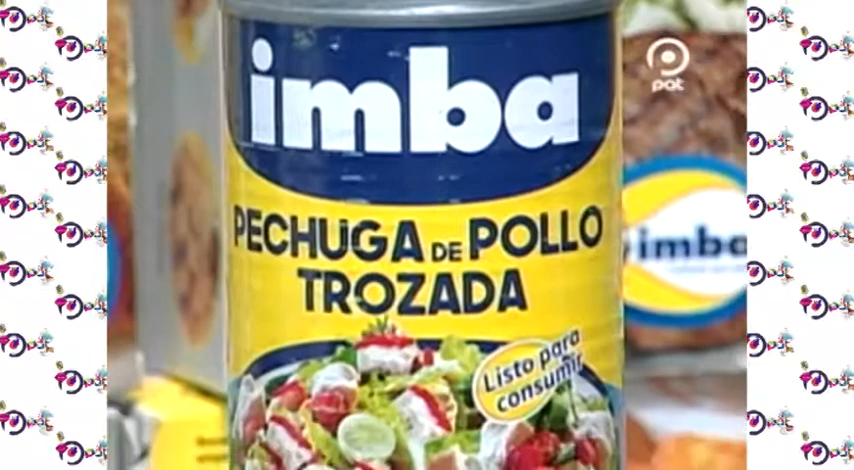 imba
pat
PECHUGA DE POLLO
TROZADA
imba
Listo para
consumir